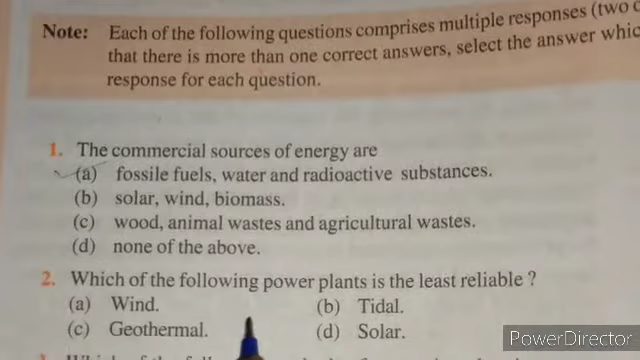 Note: Each of the following questions comprises multiple responses (two
that there is more than one correct answers, select the answer
response for each question.
1. The commercial sources of energy are
(a) fossile fuels, water and radioactive substances.
(b) solar, wind, biomass.
(c) wood, animal wastes and agricultural wastes.
(d) none of the above.
2. Which of the following power plants is the least reliable ?
(a) Wind. (b) Tidal.
(c) Geothermal. (d) Solar.
PowerDirector